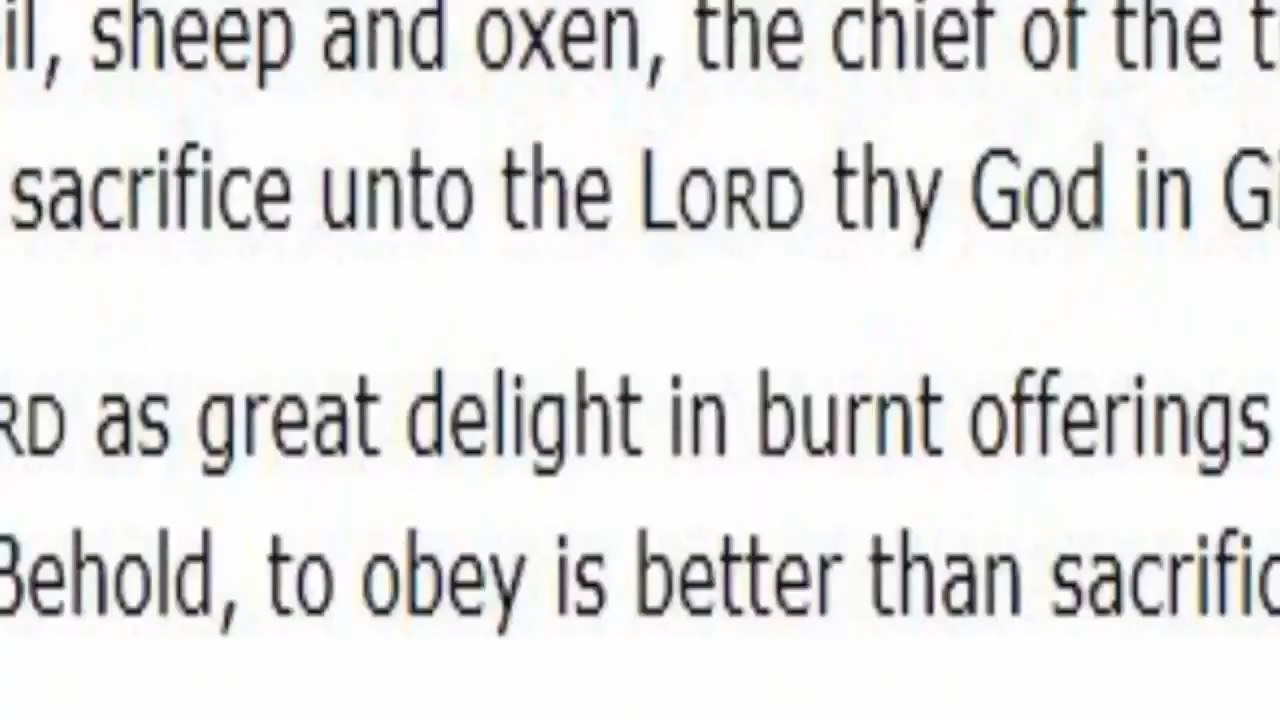 il, sheep and oxen, the chief of the t
sacrifice unto the LORD thy God in Gi
RD as great delight in burnt offerings
Behold, to obey is better than sacrific